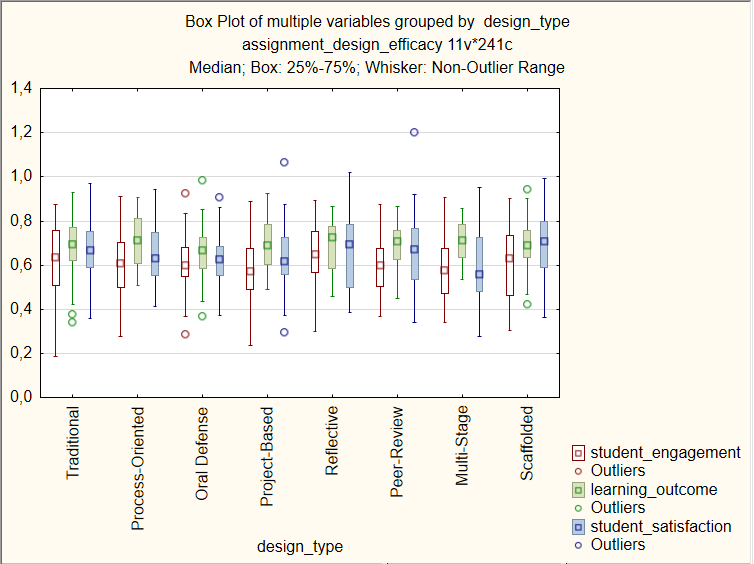 Box Plot of multiple variables grouped by  design_type
assignment_design_efficacy 11v*241c
Median; Box: 25%-75%; Whisker: Non-Outlier Range
1,4
1,2
1,0
0,8
0,6
0,4
0,2
0,0
Traditional
Process-Oriented
Oral Defense
Project-Based
Reflective
Peer-Review
Multi-Stage
Scaffolded
design_type
student_engagement
Outliers
learning_outcome
Outliers
student_satisfaction
Outliers